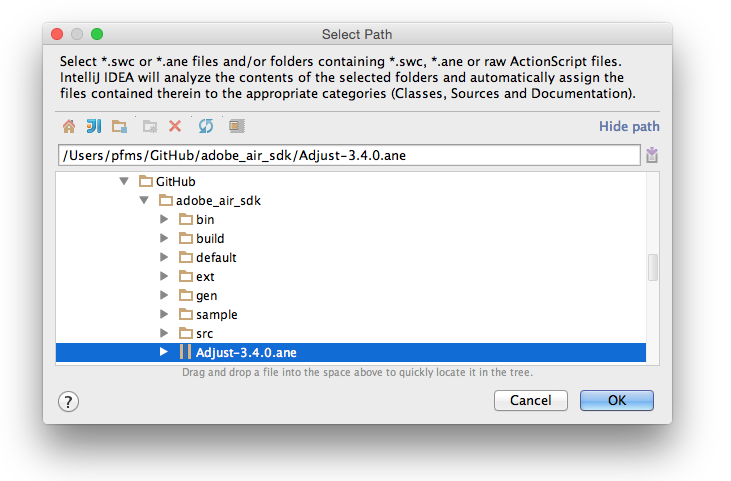 Select Path
Select *.swc or *.ane files and/or folders containing *.swc, *.ane or raw ActionScript files.
IntelliJ IDEA will analyze the contents of the selected folders and automatically assign the
files contained therein to the appropriate categories (Classes, Sources and Documentation).
Hide path
/Users/pfms/GitHub/adobe_air_sdk/Adjust-3.4.0.ane
GitHub
adobe_air_sdk
bin
build
default
ext
gen
sample
src
Adjust-3.4.0.ane
Drag and drop a file into the space above to quickly locate it in the tree.
?
Cancel
OK